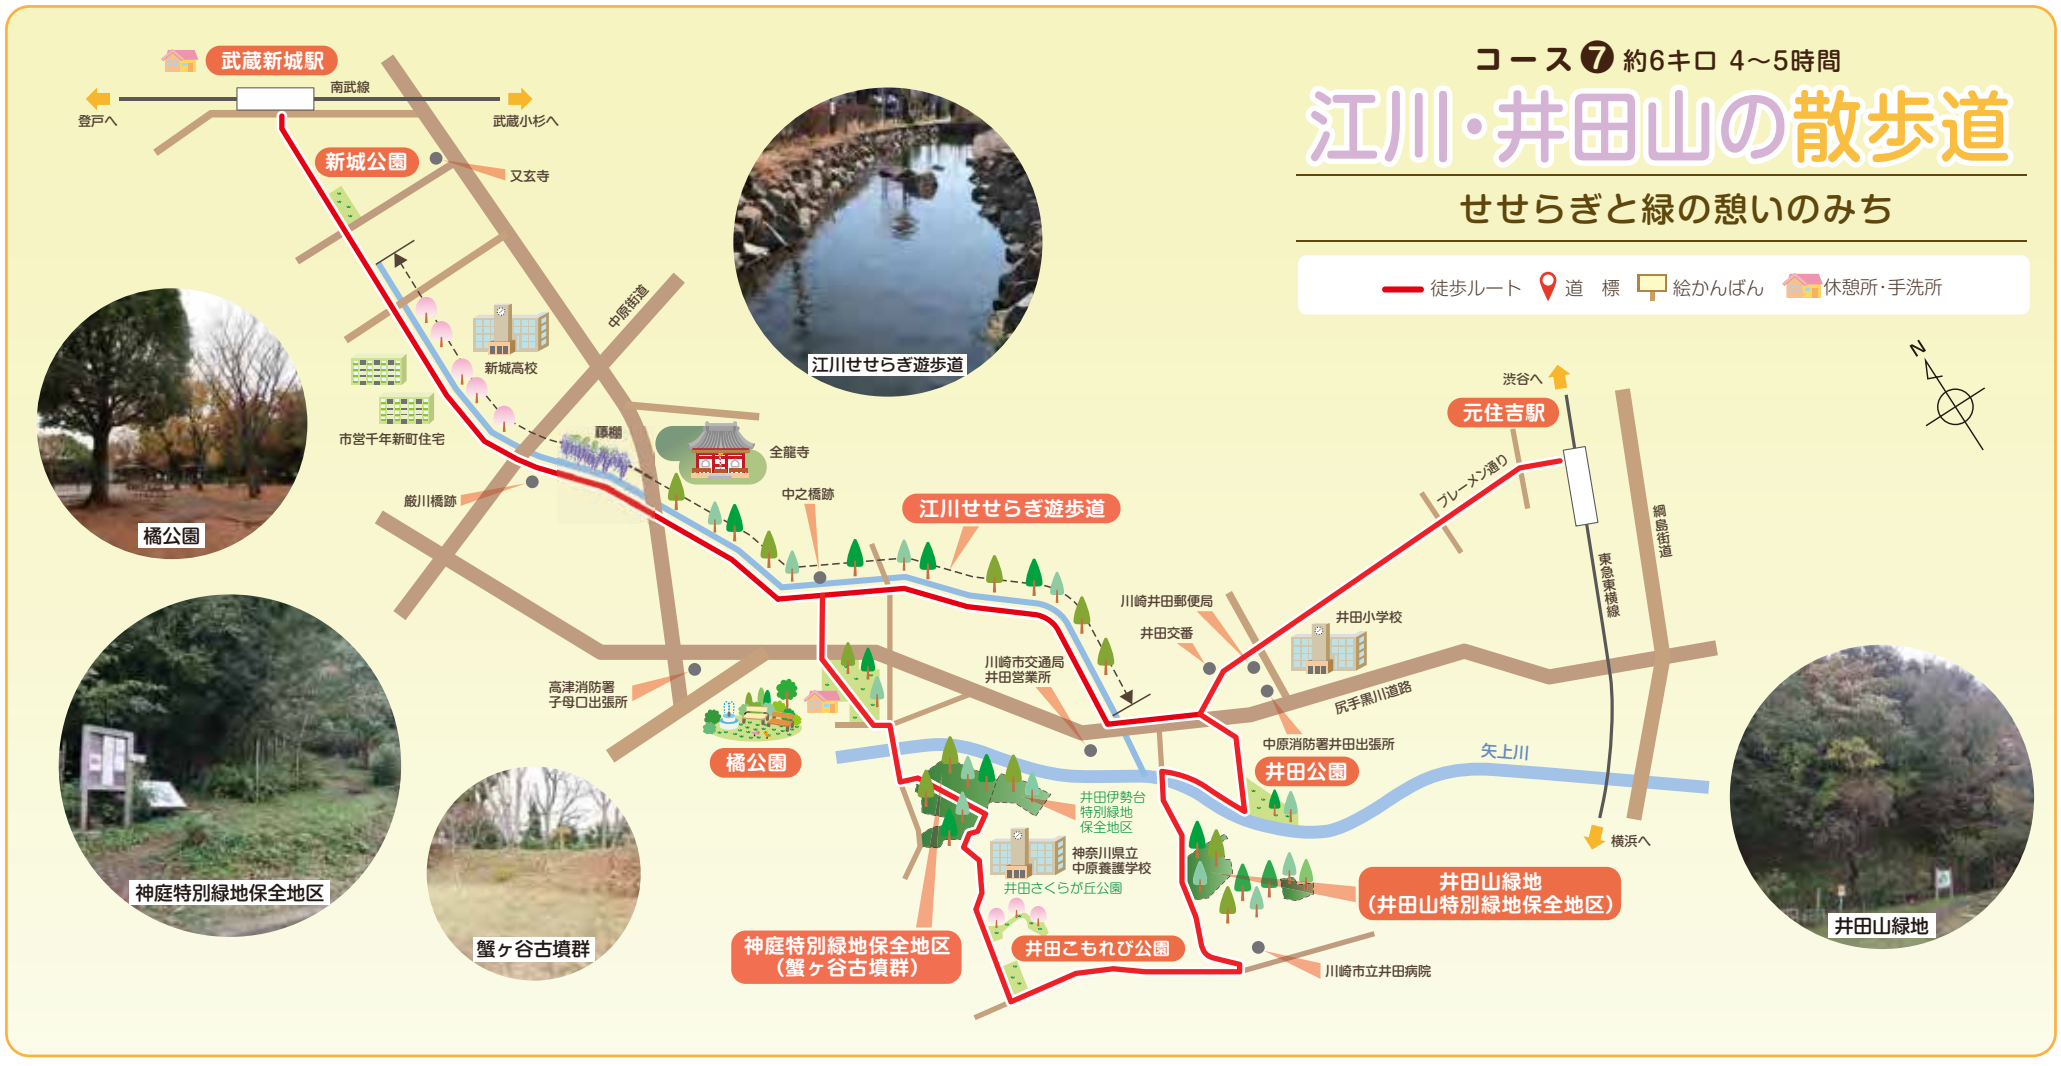 コース❼ 約6キロ 4〜5時間
江川・井田山の散歩道
せせらぎと緑の憩いのみち
徒歩ルート
道 標
絵かんばん
休憩所・手洗所
武蔵新城駅
南武線
登戸へ
武蔵小杉へ
新城公園
又玄寺
中原街道
新城高校
市営千年新町住宅
藤棚
全龍寺
巌川橋跡
中之橋跡
江川せせらぎ遊歩道
江川せせらぎ遊歩道
橘公園
神庭特別緑地保全地区
蟹ヶ谷古墳群
高津消防署
子母口出張所
橘公園
川崎市交通局
井田営業所
川崎井田郵便局
井田交番
井田小学校
尻手黒川道路
中原消防署井田出張所
井田公園
矢上川
渋谷へ
元住吉駅
ブレーメン通り
綱島街道
東急東横線
横浜へ
N
井田伊勢台
特別緑地
保全地区
神奈川県立
中原養護学校
井田さくらが丘公園
神庭特別緑地保全地区
(蟹ヶ谷古墳群)
井田こもれび公園
井田山緑地
(井田山特別緑地保全地区)
川崎市立井田病院
井田山緑地